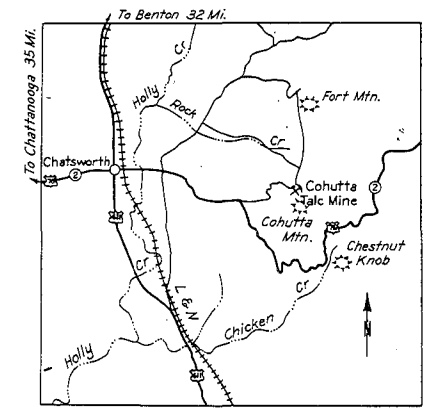 To Benton 32 Mi.
To Chattanooga 35 Mi.
Cr
Holly
Rock
Cr
Fort Mtn.
Chatsworth
2
Cohutta
Talc Mine
Cohutta
Mtn.
2
Chestnut
Knob
Cr
L & N
Cr
Chicken
Holly
N